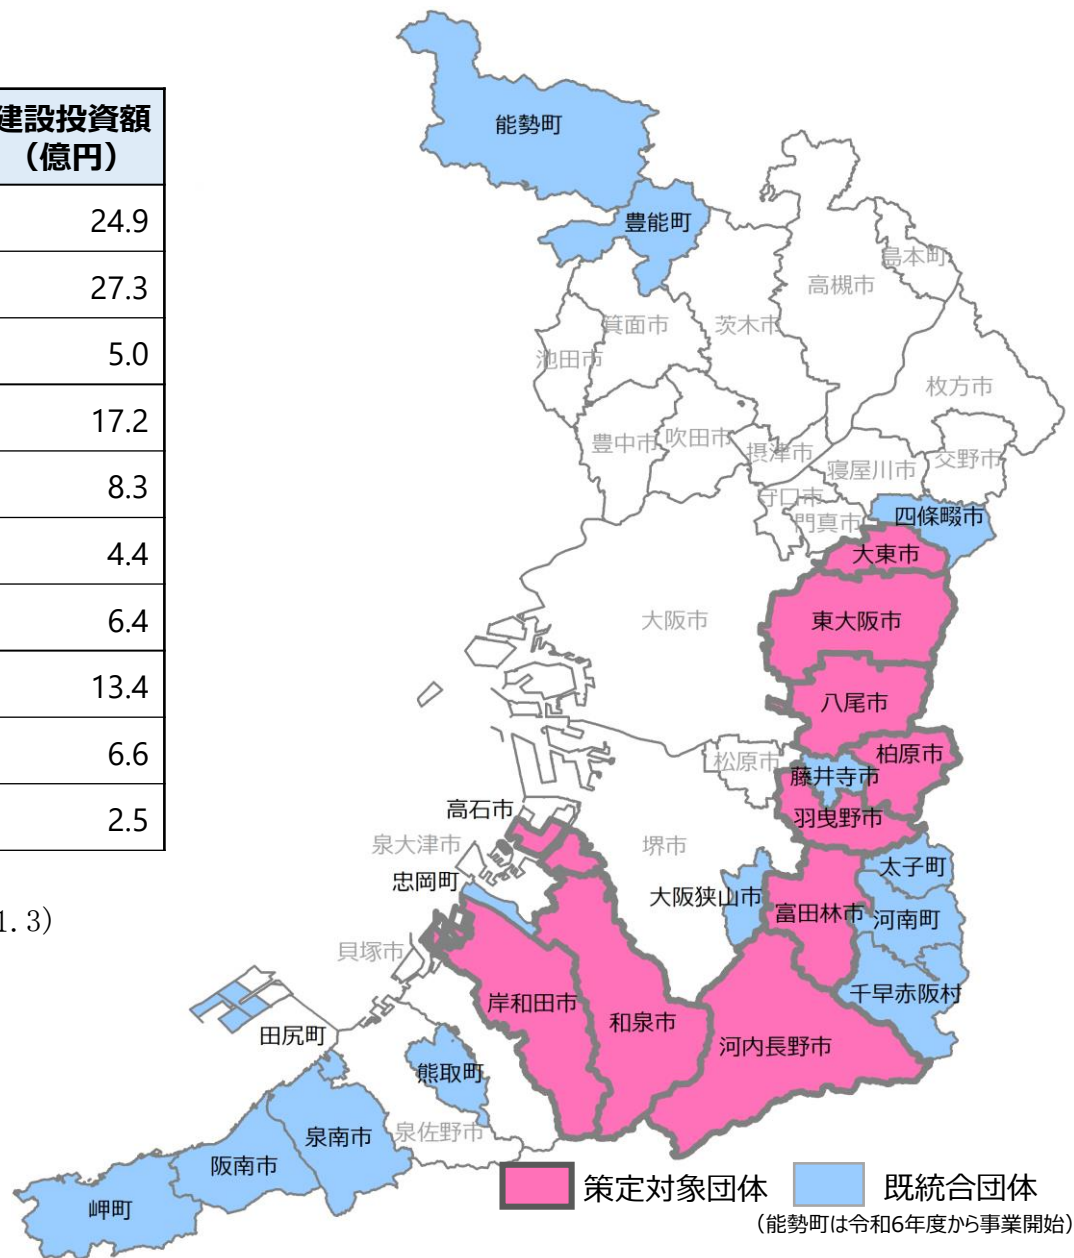 建設投資額
（億円）
24.9
27.3
5.0
17.2
8.3
4.4
6.4
13.4
6.6
2.5
1.3)
能勢町
豊能町
島本町
高槻市
箕面市
茨木市
池田市
枚方市
豊中市
吹田市
摂津市
寝屋川市
交野市
守口市
門真市
四條畷市
大東市
大阪市
東大阪市
八尾市
柏原市
松原市
藤井寺市
高石市
羽曳野市
泉大津市
堺市
太子町
忠岡町
大阪狭山市
富田林市
河南町
貝塚市
千早赤阪村
岸和田市
和泉市
田尻町
河内長野市
熊取町
泉佐野市
泉南市
阪南市
岬町
策定対象団体
既統合団体
（能勢町は令和6年度から事業開始）